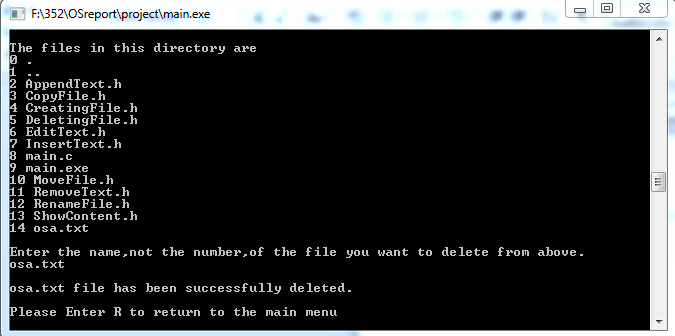 F:\352\OSreport\project\main.exe
The files in this directory are
0 .
1 ..
2 AppendText.h
3 CopyFile.h
4 CreatingFile.h
5 DeletingFile.h
6 EditText.h
7 InsertText.h
8 main.c
9 main.exe
10 MoveFile.h
11 RemoveText.h
12 RenameFile.h
13 ShowContent.h
14 osa.txt
Enter the name,not the number,of the file you want to delete from above.
osa.txt
osa.txt file has been successfully deleted.
Please Enter R to return to the main menu